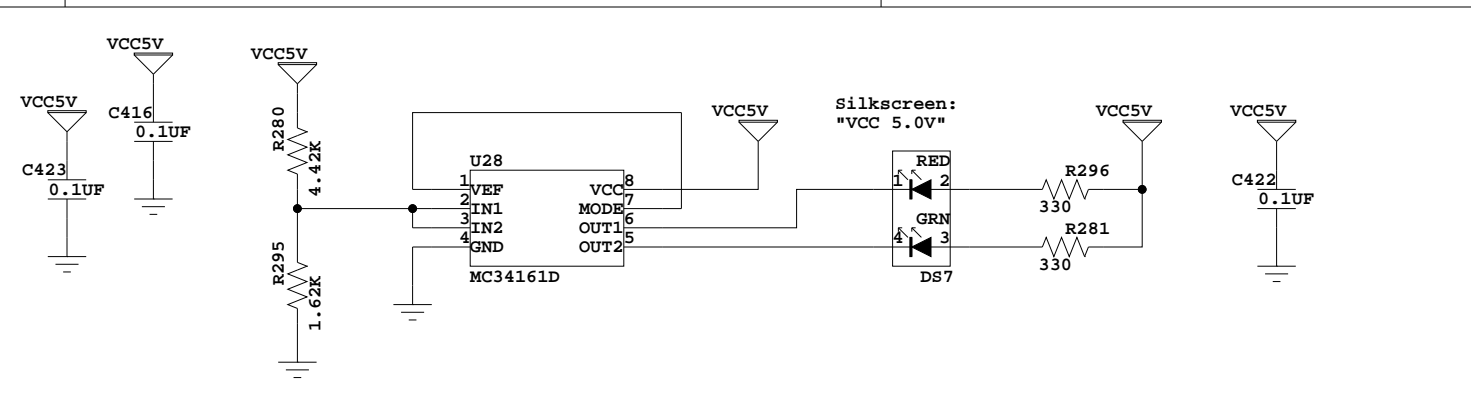 VCC5V
C416
0.1UF
VCC5V
C423
0.1UF
VCC5V
R280
4.42K
R295
1.62K
U28
1 VEF VCC 8
2 IN1 MODE 7
3 IN2 OUT1 6
4 GND OUT2 5
MC34161D
VCC5V
Silkscreen:
"VCC 5.0V"
RED
1 2
GRN
4 3
DS7
VCC5V
R296
330
R281
330
VCC5V
C422
0.1UF